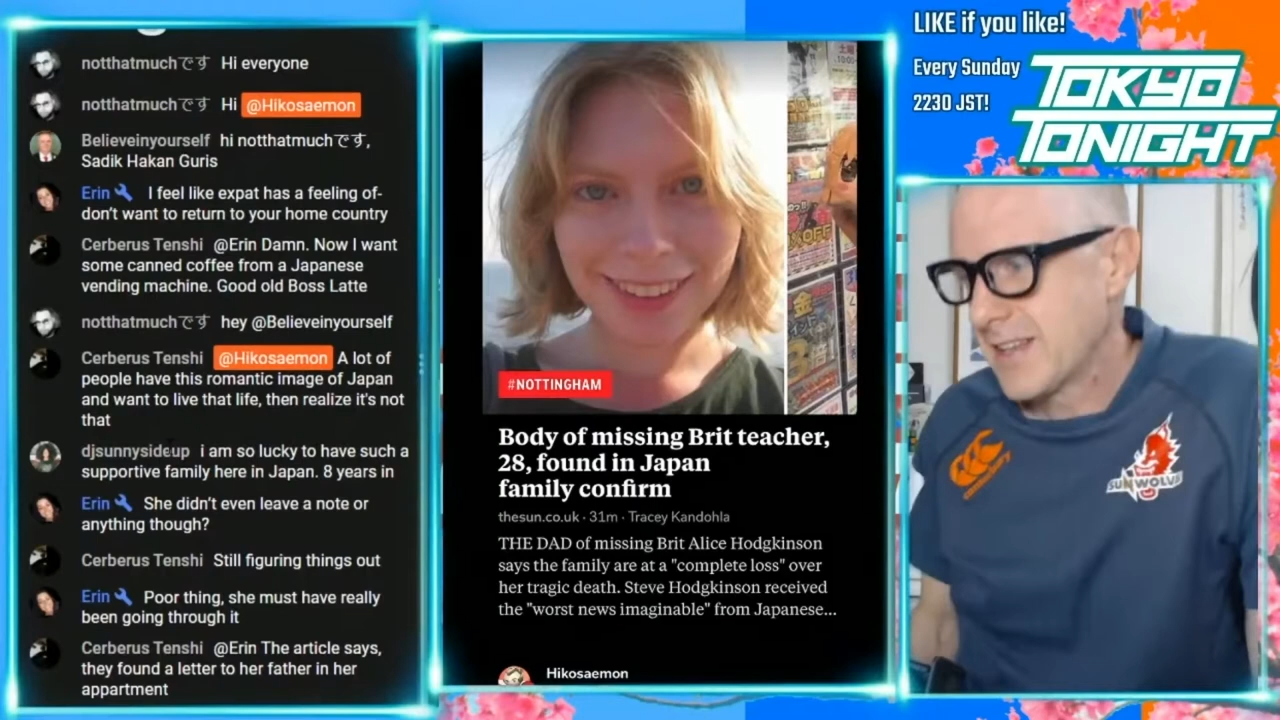 notthatmuchです Hi everyone
notthatmuchです Hi @Hikosaemon
Believeinyourself hi notthatmuchです,
Sadik Hakan Guris
Erin I feel like expat has a feeling of-
don't want to return to your home country
Cerberus Tenshi @Erin Damn. Now I want
some canned coffee from a Japanese
vending machine. Good old Boss Latte
notthatmuchです hey @Believeinyourself
Cerberus Tenshi @Hikosaemon A lot of
people have this romantic image of Japan
and want to live that life, then realize it's not
that
djsunnysideup i am so lucky to have such a
supportive family here in Japan. 8 years in
Erin She didn't even leave a note or
anything though?
Cerberus Tenshi Still figuring things out
Erin Poor thing, she must have really
been going through it
Cerberus Tenshi @Erin The article says,
they found a letter to her father in her
appartment
#NOTTINGHAM
Body of missing Brit teacher,
28, found in Japan
family confirm
thesun.co.uk · 31m · Tracey Kandohla
THE DAD of missing Brit Alice Hodgkinson
says the family are at a "complete loss" over
her tragic death. Steve Hodgkinson received
the "worst news imaginable" from Japanese...
Hikosaemon
LIKE if you like!
Every Sunday
2230 JST!
TOKYO
TONIGHT
SUNWOLVES